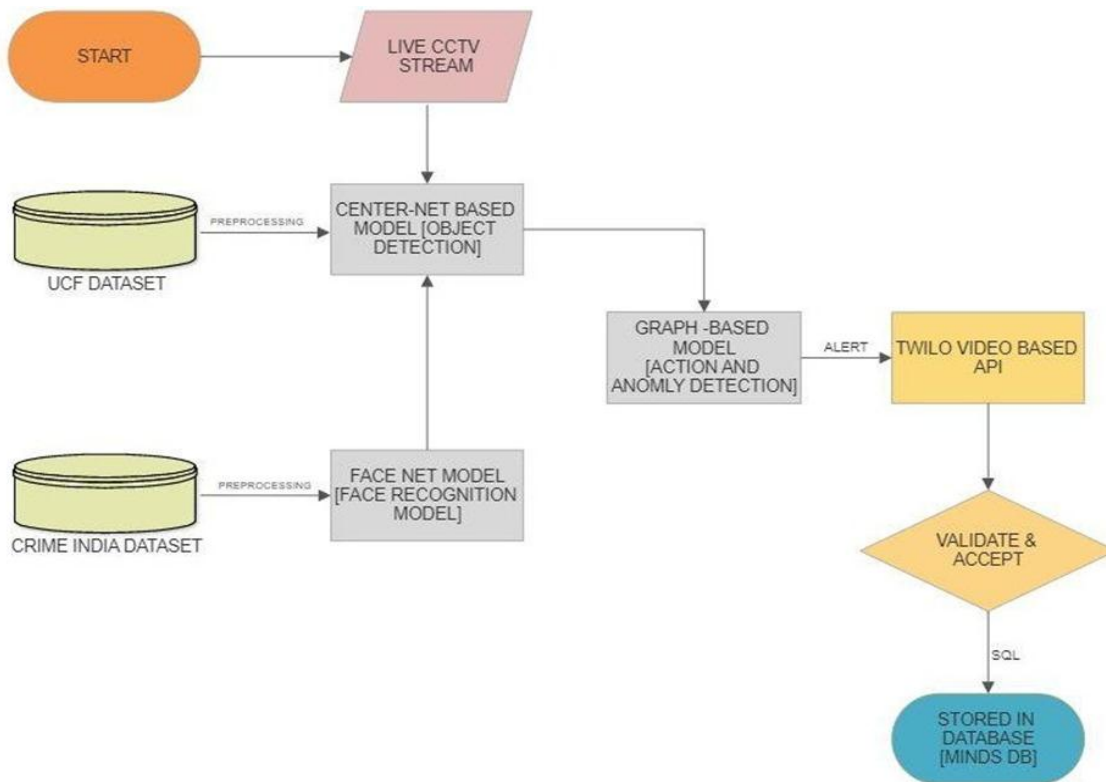 START
LIVE CCTV
STREAM
PREPROCESSING
CENTER-NET BASED
MODEL [OBJECT
DETECTION]
UCF DATASET
GRAPH -BASED
MODEL
[ACTION AND
ANOMLY DETECTION]
ALERT
TWILO VIDEO BASED
API
PREPROCESSING
FACE NET MODEL
[FACE RECOGNITION
MODEL]
CRIME INDIA DATASET
VALIDATE &
ACCEPT
SQL
STORED IN
DATABASE
[MINDS DB]